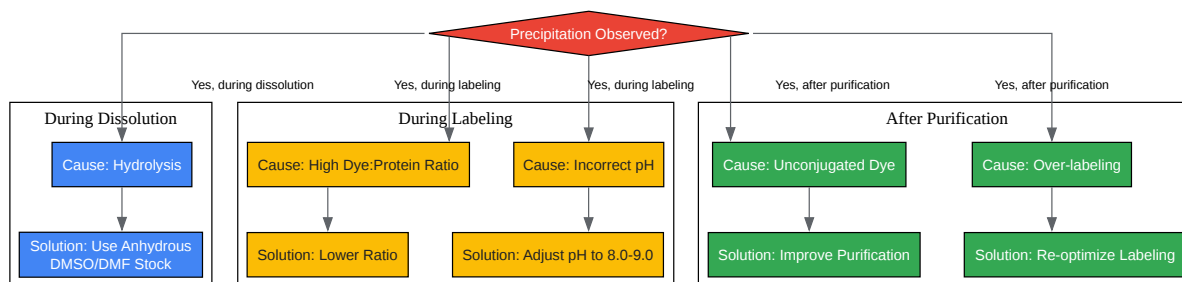 Precipitation Observed?
Yes, during dissolution
Yes, during labeling
Yes, during labeling
Yes, after purification
Yes, after purification
During Dissolution
During Labeling
After Purification
Cause: Hydrolysis
Cause: High Dye:Protein Ratio
Cause: Incorrect pH
Cause: Unconjugated Dye
Cause: Over-labeling
Solution: Use Anhydrous
DMSO/DMF Stock
Solution: Lower Ratio
Solution: Adjust pH to 8.0-9.0
Solution: Improve Purification
Solution: Re-optimize Labeling